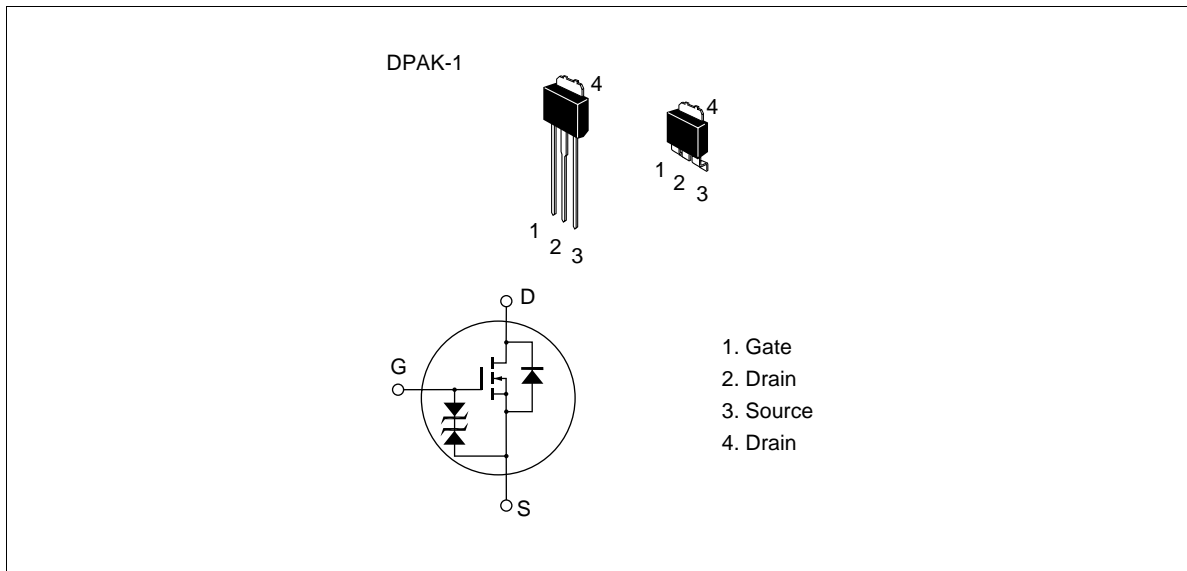 DPAK-1
4
4
1
2
3
1
2
3
D
G
S
1. Gate
2. Drain
3. Source
4. Drain